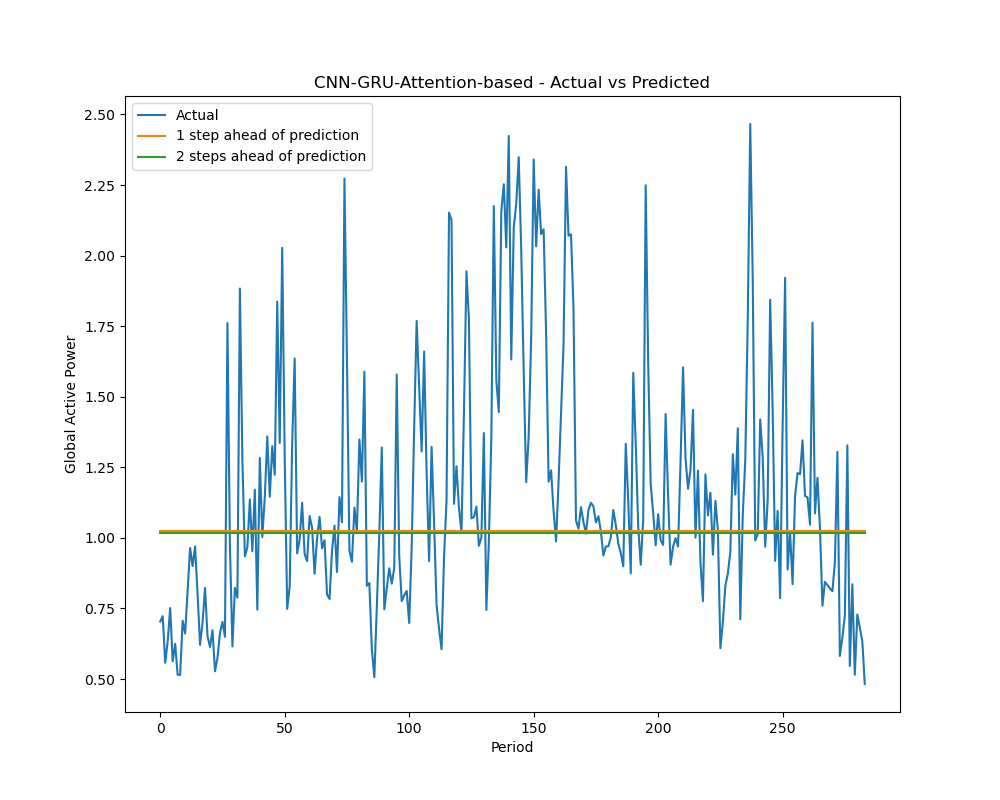 CNN-GRU-Attention-based - Actual vs Predicted
Actual
1 step ahead of prediction
2 steps ahead of prediction
Global Active Power
2.50
2.25
2.00
1.75
1.50
1.25
1.00
0.75
0.50
0 50 100 150 200 250
Period